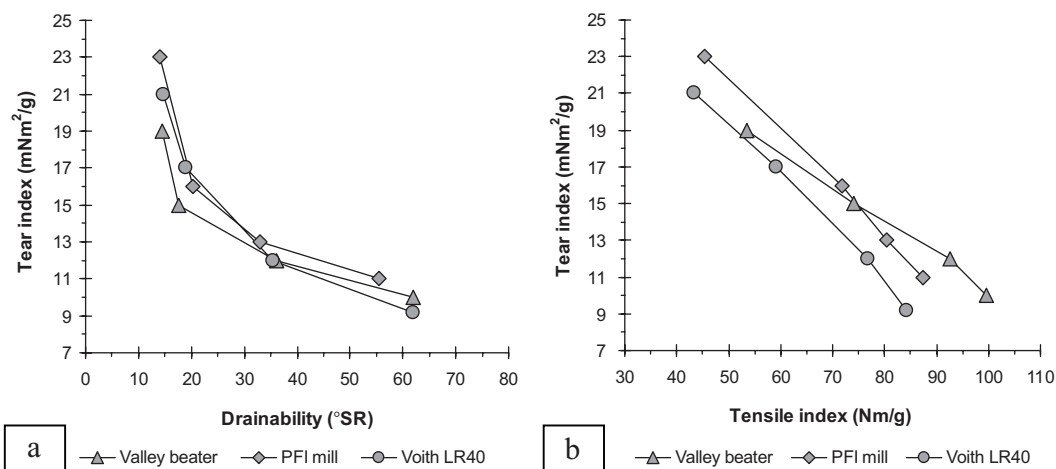 25
23
21
19
17
15
13
11
9
7
Tear index (mNm²/g)
0 10 20 30 40 50 60 70 80
Drainability (°SR)
a
Valley beater PFI mill Voith LR40
25
23
21
19
17
15
13
11
9
7
Tear index (mNm²/g)
30 40 50 60 70 80 90 100 110
Tensile index (Nm/g)
b
Valley beater PFI mill Voith LR40